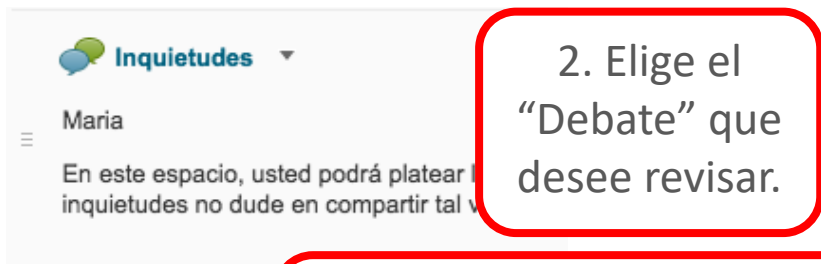 Inquietudes
Maria
En este espacio, usted podrá platear
inquietudes no dude en compartir tal
2. Elige el
“Debate” que
desee revisar.